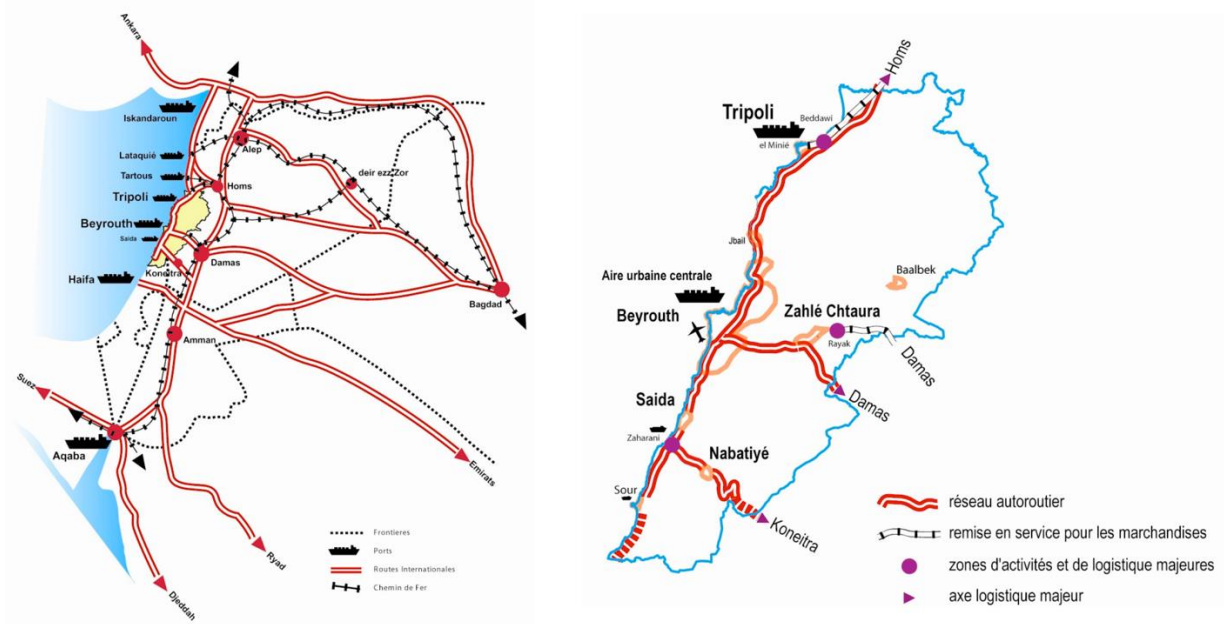 Ankara
Iskandaroun
Lataquié
Alep
Tartous
deir ezz Zor
Homs
Tripoli
Beyrouth
Saida
Damas
Koneitra
Haifa
Bagdad
Amman
Suez
Aqaba
Emirats
Ryad
Djeddah
Frontieres
Ports
Routes Internationales
Chemin de Fer
Homs
Tripoli
Beddawi
el Minié
Jbail
Aire urbaine centrale
Baalbek
Beyrouth
Zahlé Chtaura
Rayak
Damas
Damas
Saida
Zaharani
Nabatiyé
Sour
Koneitra
réseau autoroutier
remise en service pour les marchandises
zones d'activités et de logistique majeures
axe logistique majeur